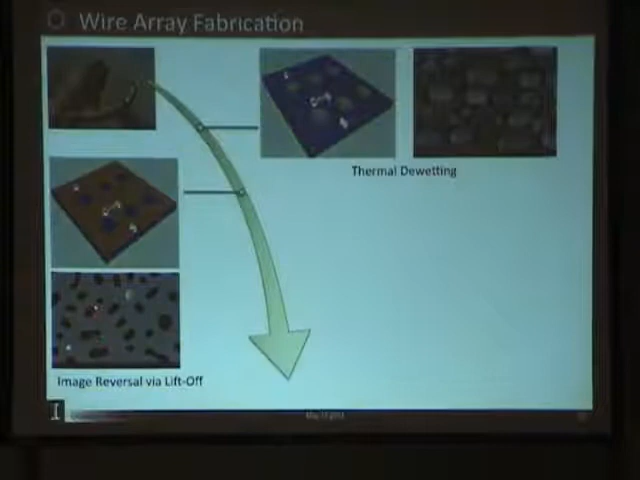 Wire Array Fabrication
Thermal Dewetting
Image Reversal via Lift-Off
I